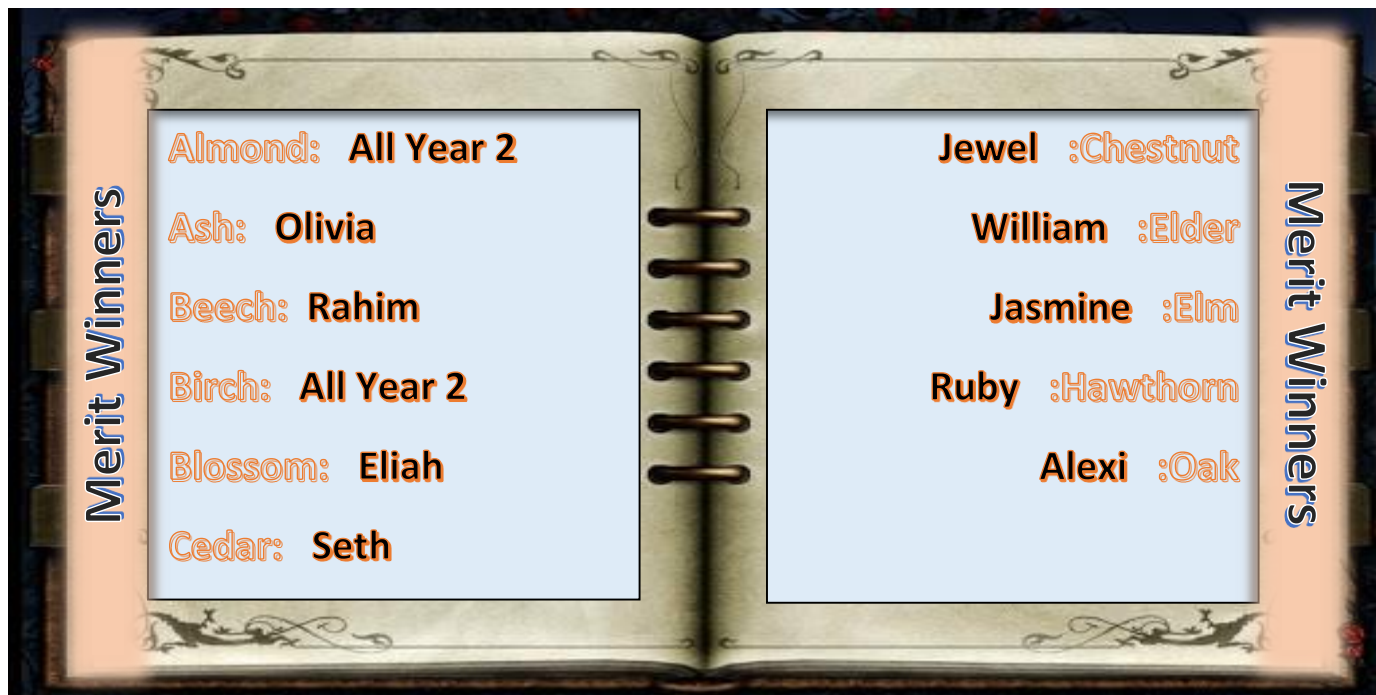 Merit Winners
Almond: All Year 2
Ash: Olivia
Beech: Rahim
Birch: All Year 2
Blossom: Eliah
Cedar: Seth
Jewel :Chestnut
William :Elder
Jasmine :Elm
Ruby :Hawthorn
Alexi :Oak
Merit Winners